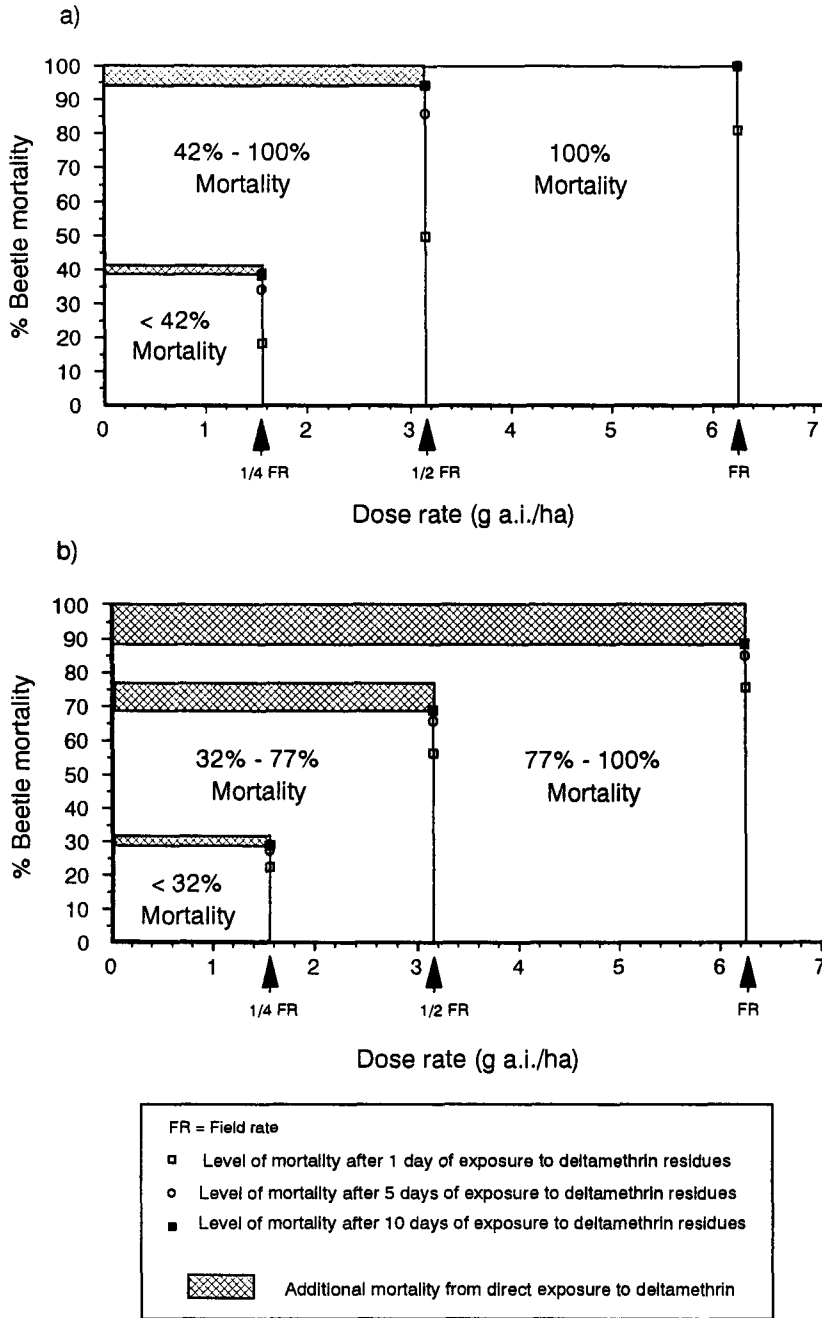 a)
% Beetle mortality
100
90
80
70
60
50
40
30
20
10
0
42% - 100%
Mortality
100%
Mortality
< 42%
Mortality
0 1 2 3 4 5 6 7
1/4 FR 1/2 FR FR
Dose rate (g a.i./ha)
b)
% Beetle mortality
100
90
80
70
60
50
40
30
20
10
0
32% - 77%
Mortality
77% - 100%
Mortality
< 32%
Mortality
0 1 2 3 4 5 6 7
1/4 FR 1/2 FR FR
Dose rate (g a.i./ha)
FR = Field rate
Level of mortality after 1 day of exposure to deltamethrin residues
Level of mortality after 5 days of exposure to deltamethrin residues
Level of mortality after 10 days of exposure to deltamethrin residues
Additional mortality from direct exposure to deltamethrin